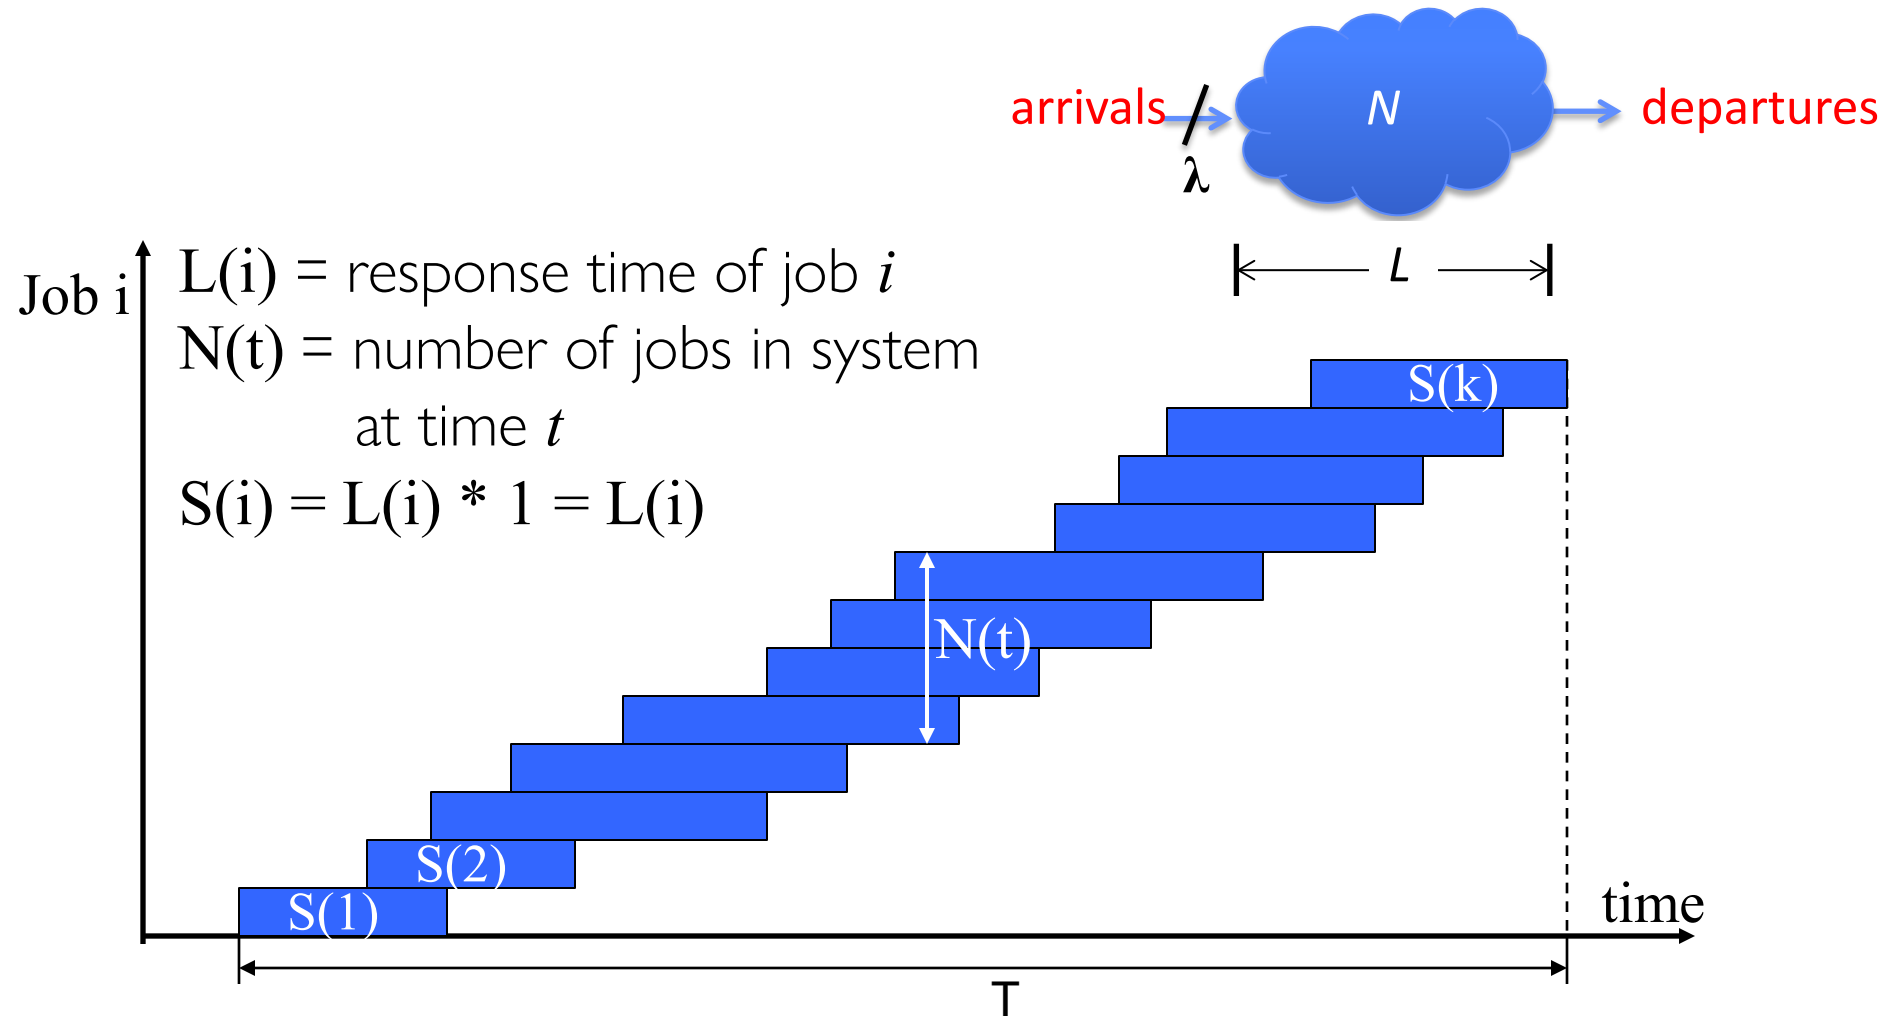 arrivals
N
departures
λ
L(i) = response time of job i
L
Job i
N(t) = number of jobs in system
at time t
S(k)
S(i) = L(i) * 1 = L(i)
N(t)
S(2)
S(1)
time
T